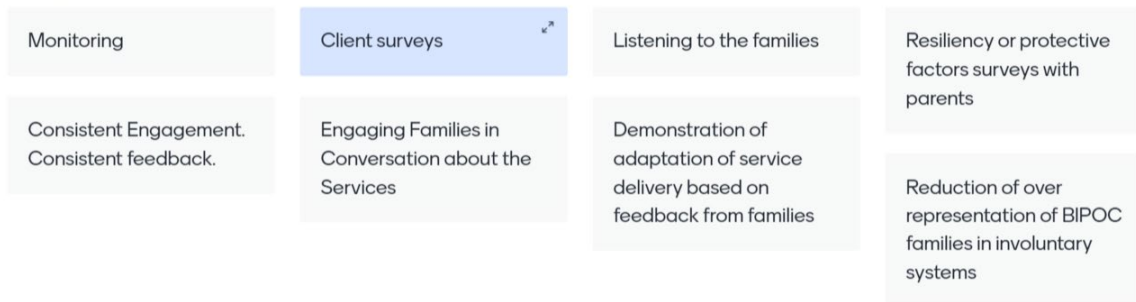 Monitoring
Client surveys
Listening to the families
Resiliency or protective
factors surveys with
parents
Consistent Engagement.
Consistent feedback.
Engaging Families in
Conversation about the
Services
Demonstration of
adaptation of service
delivery based on
feedback from families
Reduction of over
representation of BIPOC
families in involuntary
systems